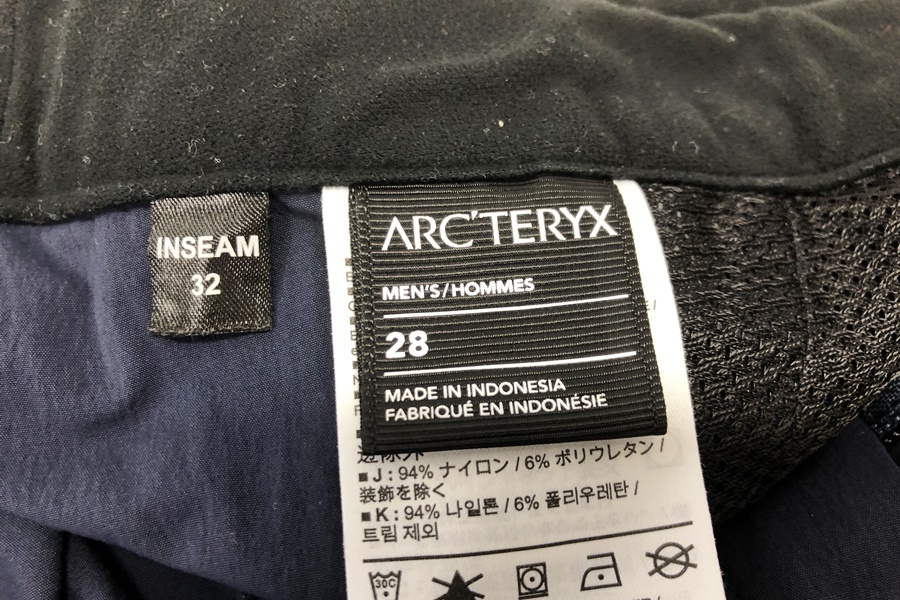 INSEAM
32
ARC'TERYX
MEN'S/HOMMES
28
MADE IN INDONESIA
FABRIQUÉ EN INDONÉSIE
■ J : 94% ナイロン / 6% ポリウレタン /
装飾を除く
■ K : 94% 나일론 / 6% 폴리우레탄 /
트림 제외
30C